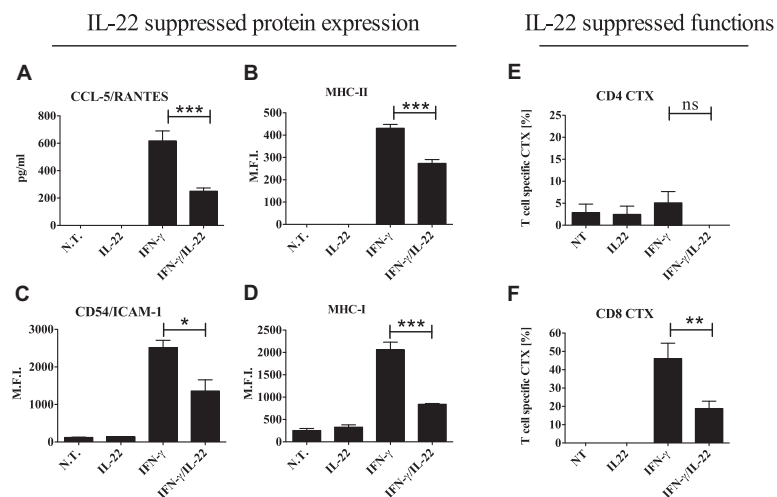 IL-22 suppressed protein expression
IL-22 suppressed functions
A
CCL-5/RANTES
***
800
600
400
200
0
pg/ml
N.T.
IL-22
IFN-γ
IFN-γ/IL-22
B
MHC-II
***
500
400
300
200
100
0
M.F.I.
N.T.
IL-22
IFN-γ
IFN-γ/IL-22
E
CD4 CTX
ns
25
20
15
10
5
0
T cell specific CTX [%]
NT
IL22
IFN-γ
IFN-γ/IL-22
C
CD54/ICAM-1
*
3000
2000
1000
0
M.F.I.
N.T.
IL-22
IFN-γ
IFN-γ/IL-22
D
MHC-I
***
2500
2000
1500
1000
500
0
M.F.I.
N.T.
IL-22
IFN-γ
IFN-γ/IL-22
F
CD8 CTX
**
60
50
40
30
20
10
0
T cell specific CTX [%]
NT
IL22
IFN-γ
IFN-γ/IL-22